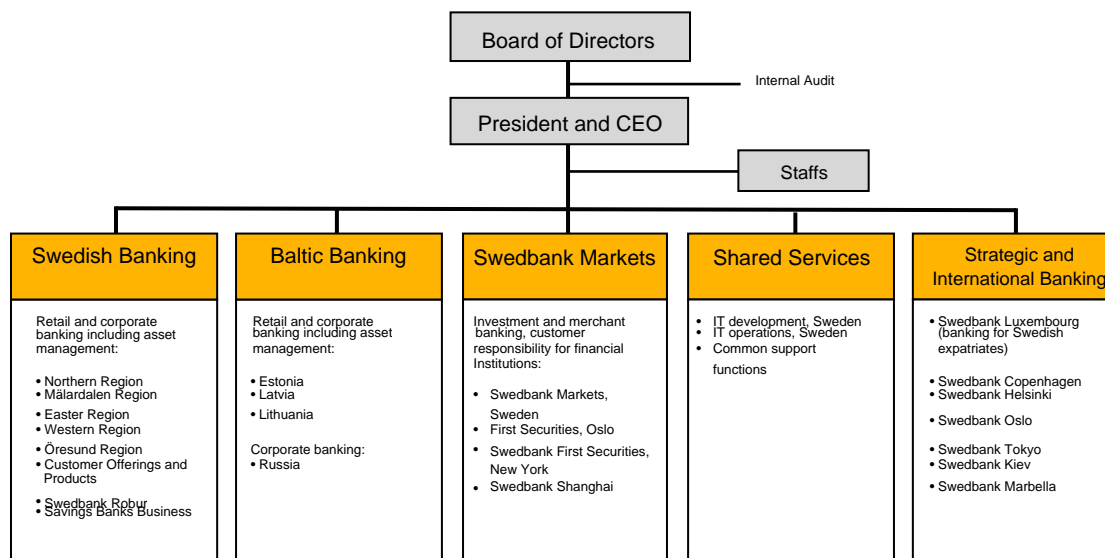 Board of Directors
Internal Audit
President and CEO
Staffs
Swedish Banking
Retail and corporate
banking including asset
management:
• Northern Region
• Mälardalen Region
• Easter Region
• Western Region
• Öresund Region
• Customer Offerings and
Products
• Swedbank Robur
• Savings Banks Business
Baltic Banking
Retail and corporate
banking including asset
management:
• Estonia
• Latvia
• Lithuania
Corporate banking:
• Russia
Swedbank Markets
Investment and merchant
banking, customer
responsibility for financial
Institutions:
• Swedbank Markets,
Sweden
• First Securities, Oslo
• Swedbank First Securities,
New York
• Swedbank Shanghai
Shared Services
• IT development, Sweden
• IT operations, Sweden
• Common support
functions
Strategic and
International Banking
• Swedbank Luxembourg
(banking for Swedish
expatriates)
• Swedbank Copenhagen
• Swedbank Helsinki
• Swedbank Oslo
• Swedbank Tokyo
• Swedbank Kiev
• Swedbank Marbella